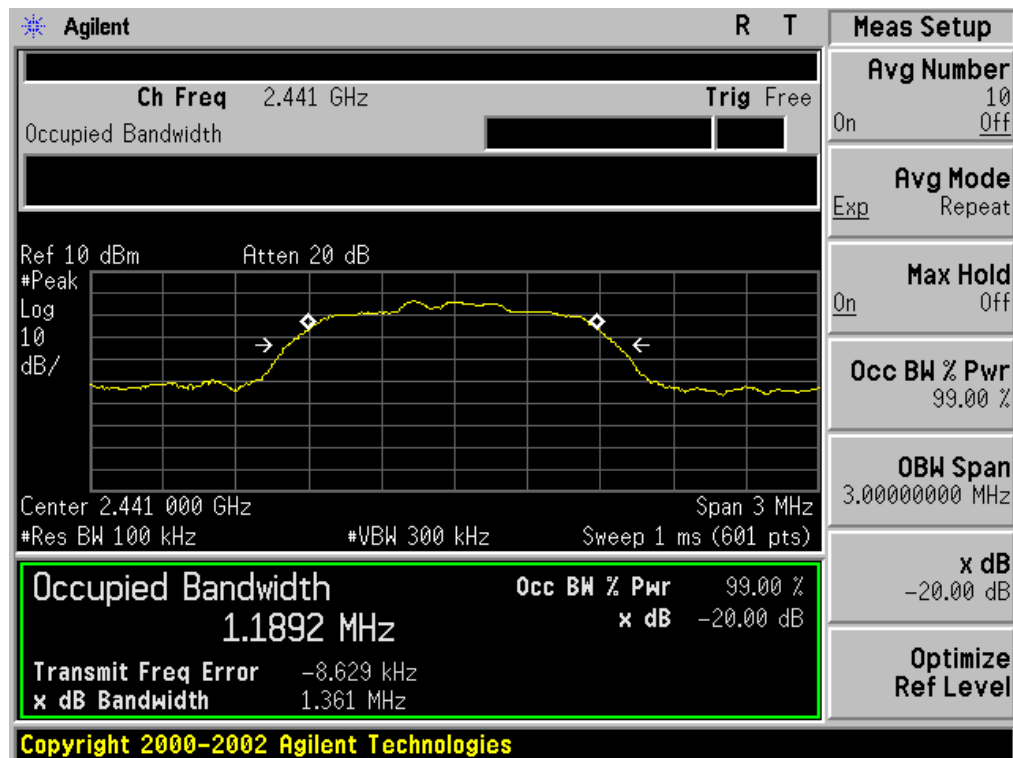 Agilent R T Meas Setup
Ch Freq 2.441 GHz Trig Free
Occupied Bandwidth
Avg Number
10
On Off
Avg Mode
Exp Repeat
Max Hold
On Off
Occ BW % Pwr
99.00 %
OBW Span
3.00000000 MHz
x dB
-20.00 dB
Optimize
Ref Level
Ref 10 dBm Atten 20 dB
#Peak
Log
10
dB/
Center 2.441 000 GHz Span 3 MHz
#Res BW 100 kHz #VBW 300 kHz Sweep 1 ms (601 pts)
Occupied Bandwidth Occ BW % Pwr 99.00 %
1.1892 MHz x dB -20.00 dB
Transmit Freq Error -8.629 kHz
x dB Bandwidth 1.361 MHz
Copyright 2000-2002 Agilent Technologies